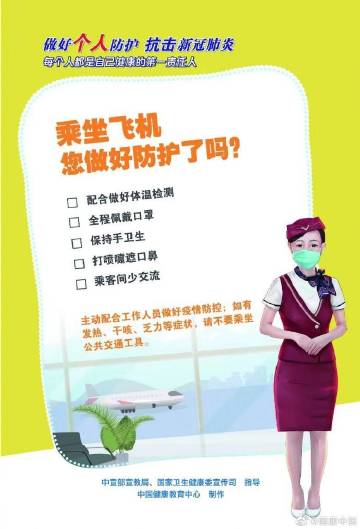 做好个人防护 抗击新冠肺炎
每个人都是自己健康的第一责任人
乘坐飞机
您做好防护了吗？
配合做好体温检测
全程佩戴口罩
保持手卫生
打喷嚏遮口鼻
乘客间少交流
主动配合工作人员做好疫情防控；如有
发热、干咳、乏力等症状，请不要乘坐
公共交通工具。
中宣部宣教局、国家卫生健康委宣传司 指导
中国健康教育中心 制作
@健康中国